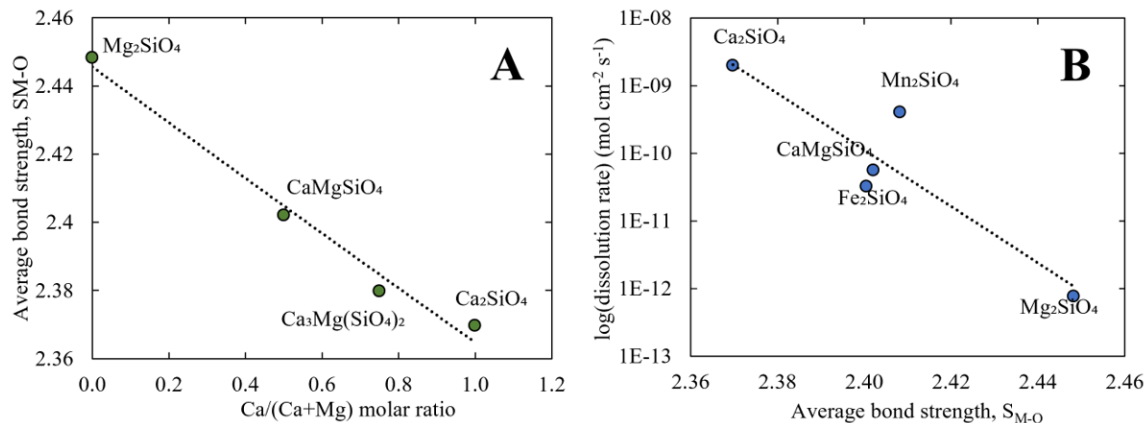 A
Average bond strength, SM-O
2.46
2.44
2.42
2.4
2.38
2.36
Mg₂SiO₄
CaMgSiO₄
Ca₃Mg(SiO₄)₂
Ca₂SiO₄
0.0 0.2 0.4 0.6 0.8 1.0 1.2
Ca/(Ca+Mg) molar ratio
B
log(dissolution rate) (mol cm⁻² s⁻¹)
1E-08
1E-09
1E-10
1E-11
1E-12
1E-13
Ca₂SiO₄
Mn₂SiO₄
CaMgSiO₄
Fe₂SiO₄
Mg₂SiO₄
2.36 2.38 2.40 2.42 2.44 2.46
Average bond strength, S_M-O